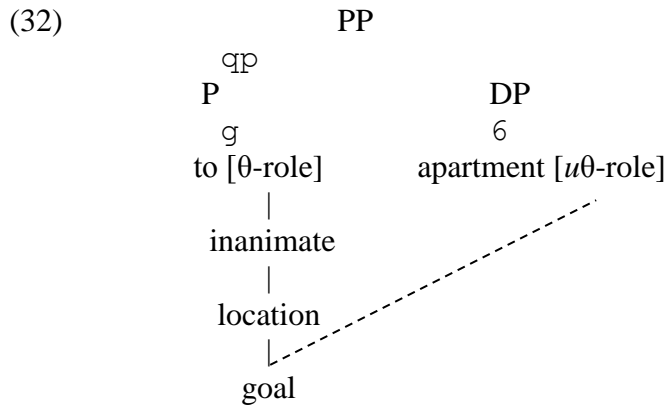 (32) PP
qp
P DP
g 6
to [θ-role] apartment [uθ-role]
inanimate
location
goal